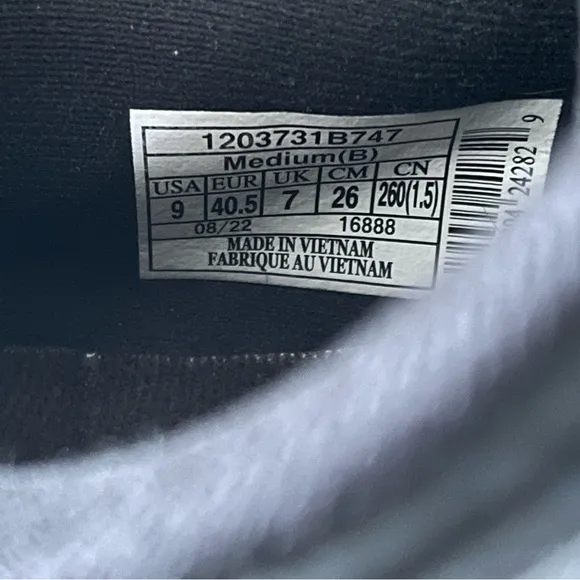 1203731B747
Medium(B)
USA EUR UK CM CN
9 40.5 7 26 260(1.5)
08/22 16888
MADE IN VIETNAM
FABRIQUE AU VIETNAM
24282 9